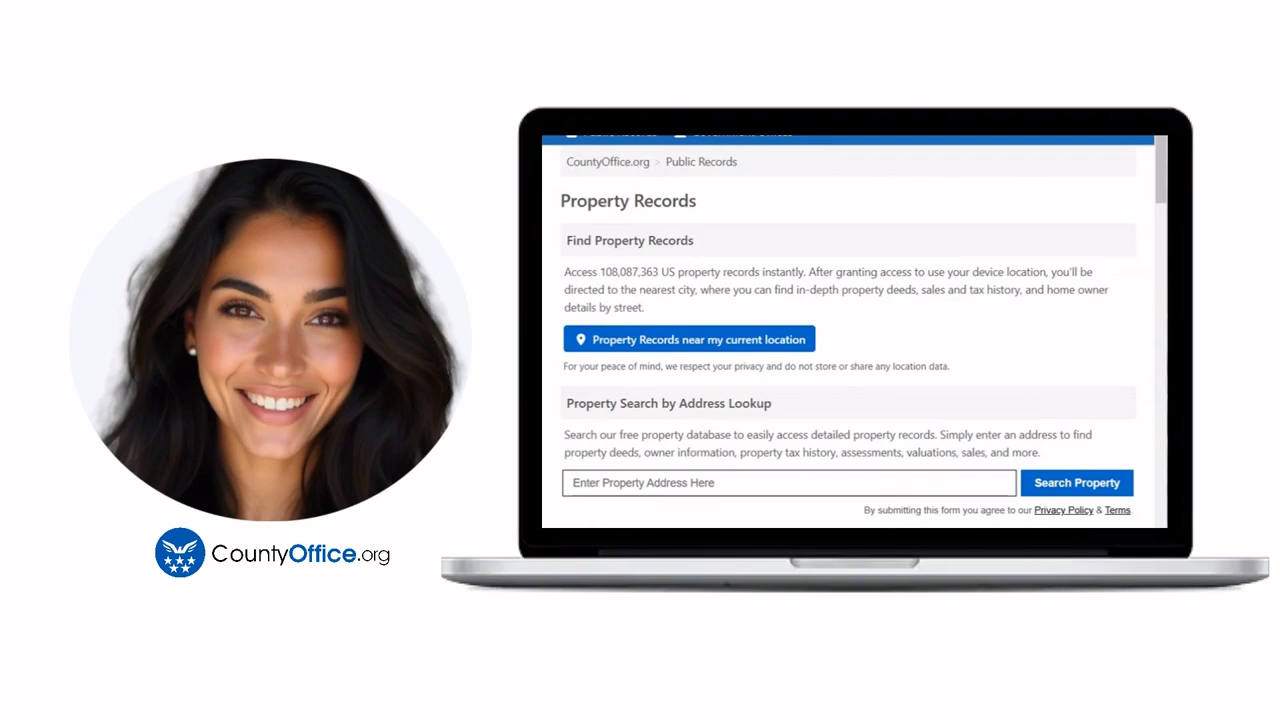 CountyOffice.org > Public Records
Property Records
Find Property Records
Access 108,087,363 US property records instantly. After granting access to use your device location, you'll be
directed to the nearest city, where you can find in-depth property deeds, sales and tax history, and home owner
details by street.
Property Records near my current location
For your peace of mind, we respect your privacy and do not store or share any location data.
Property Search by Address Lookup
Search our free property database to easily access detailed property records. Simply enter an address to find
property deeds, owner information, property tax history, assessments, valuations, sales, and more.
Enter Property Address Here
Search Property
By submitting this form you agree to our Privacy Policy & Terms.
CountyOffice.org